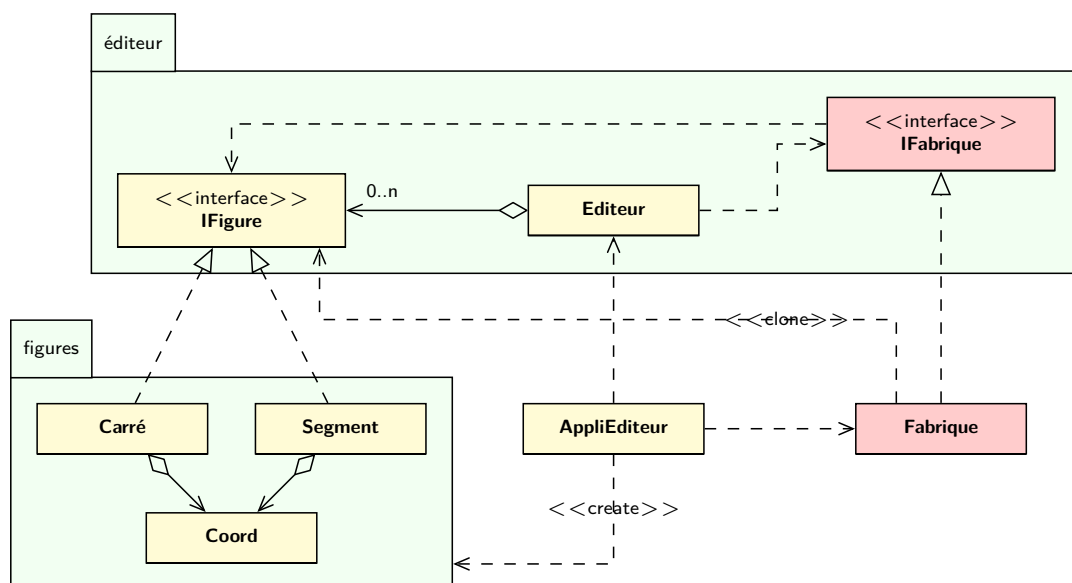 éditeur
<<interface>>
IFabrique
<<interface>>
IFigure
0..n
Editeur
<<clone>>
figures
Carré
Segment
AppliEditeur
Fabrique
<<create>>
Coord